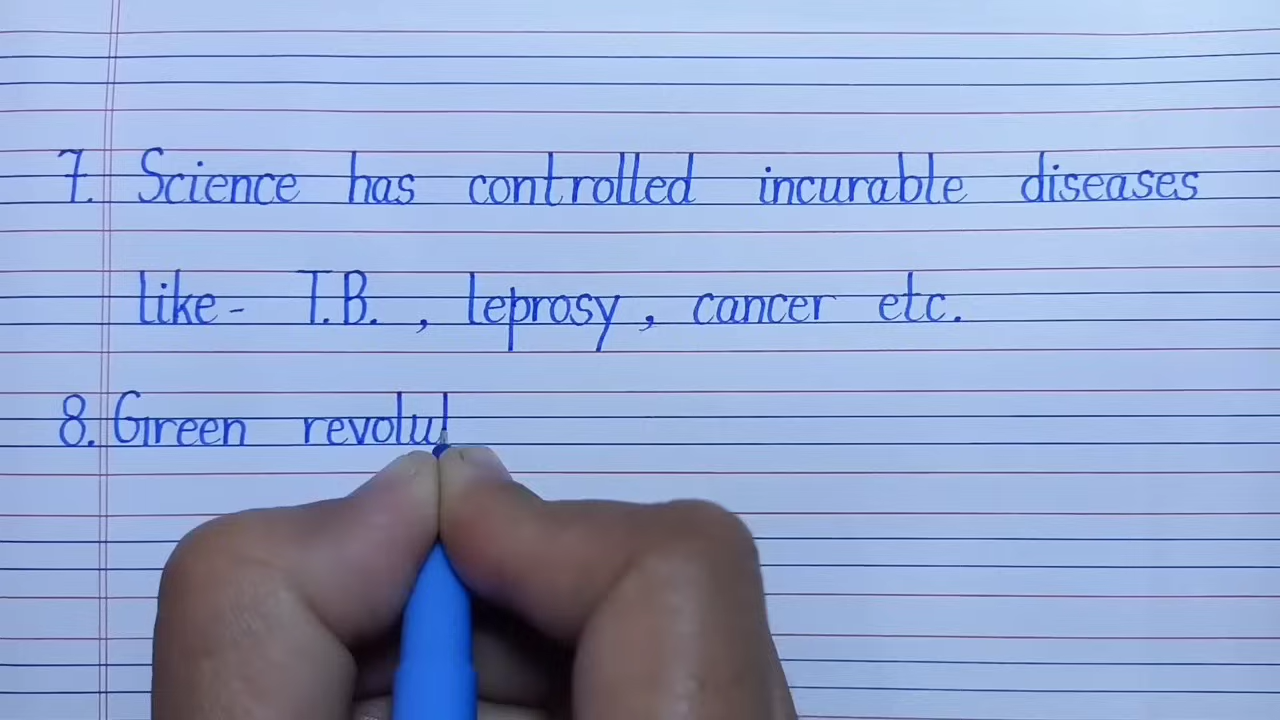 7. Science has controlled incurable diseases
like- T.B. , leprosy, cancer etc.
8. Green